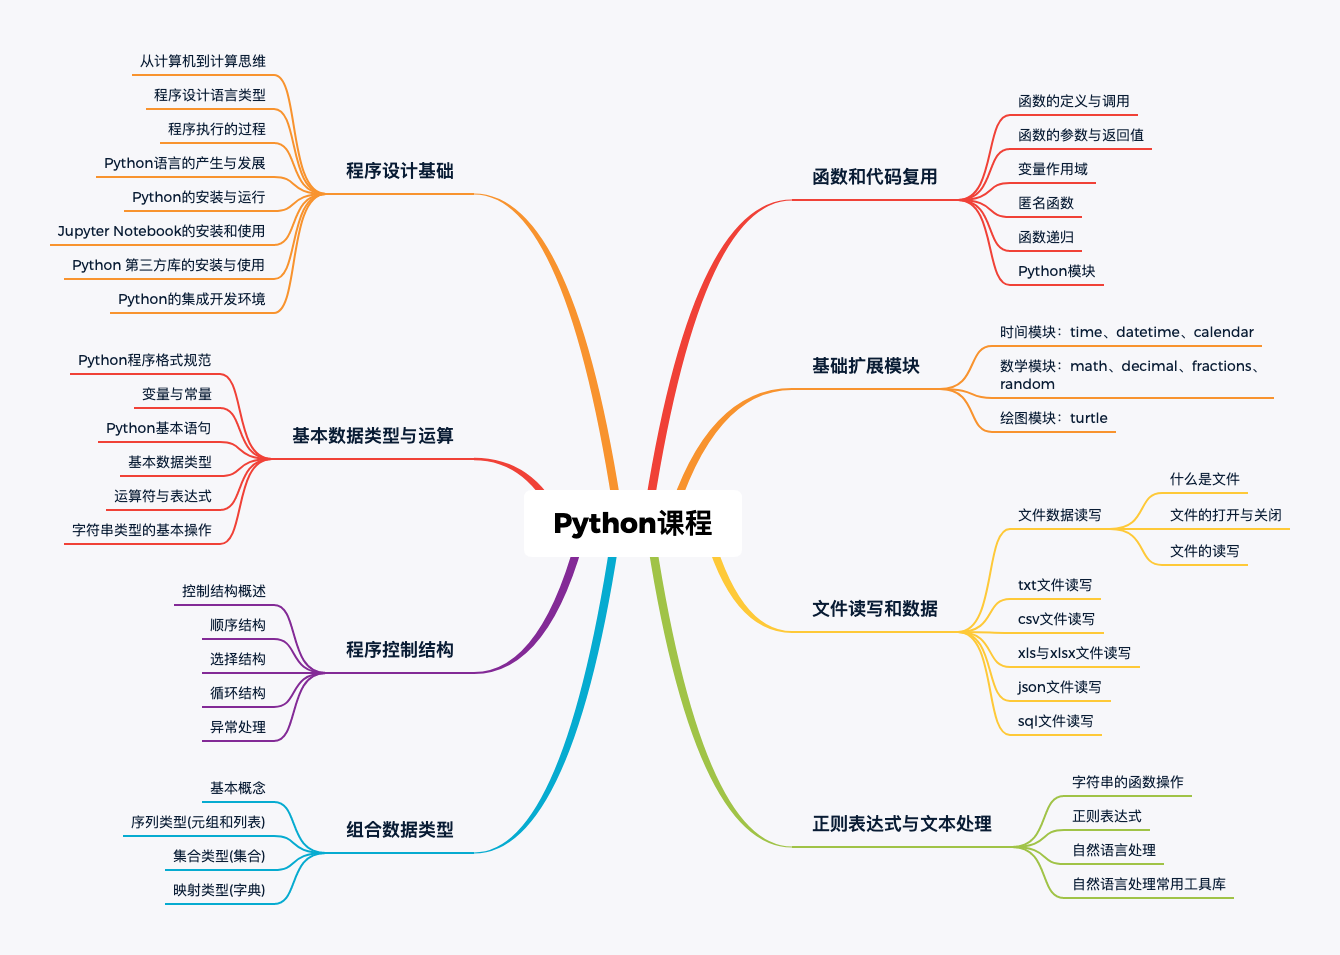 Python课程
程序设计基础
从计算机到计算思维
程序设计语言类型
程序执行的过程
Python语言的产生与发展
Python的安装与运行
Jupyter Notebook的安装和使用
Python 第三方库的安装与使用
Python的集成开发环境
基本数据类型与运算
Python程序格式规范
变量与常量
Python基本语句
基本数据类型
运算符与表达式
字符串类型的基本操作
程序控制结构
控制结构概述
顺序结构
选择结构
循环结构
异常处理
组合数据类型
基本概念
序列类型(元组和列表)
集合类型(集合)
映射类型(字典)
函数和代码复用
函数的定义与调用
函数的参数与返回值
变量作用域
匿名函数
函数递归
Python模块
基础扩展模块
时间模块：time、datetime、calendar
数学模块：math、decimal、fractions、
random
绘图模块：turtle
文件读写和数据
文件数据读写
什么是文件
文件的打开与关闭
文件的读写
txt文件读写
csv文件读写
xls与xlsx文件读写
json文件读写
sql文件读写
正则表达式与文本处理
字符串的函数操作
正则表达式
自然语言处理
自然语言处理常用工具库